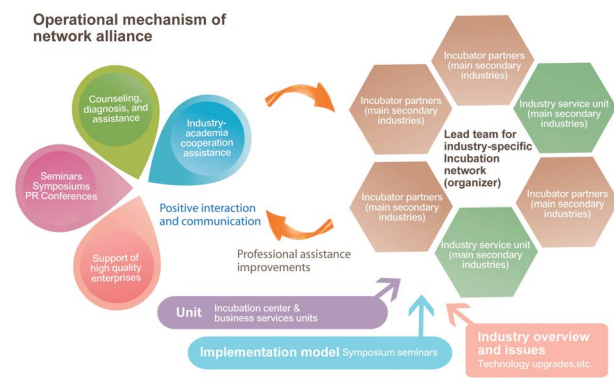 Operational mechanism of
network alliance
Counseling,
diagnosis, and
assistance
Industry-
academia
cooperation
assistance
Seminars
Symposiums
PR Conferences
Support of
high quality
enterprises
Positive interaction
and communication
Professional assistance
improvements
Incubator partners
(main secondary
industries)
Incubator partners
(main secondary
industries)
Industry service unit
(main secondary
industries)
Lead team for
industry-specific
Incubation
network
(organizer)
Incubator partners
(main secondary
industries)
Incubator partners
(main secondary
industries)
Industry service unit
(main secondary
industries)
Unit Incubation center &
business services units
Implementation model Symposium seminars
Industry overview
and issues
Technology upgrades,etc.